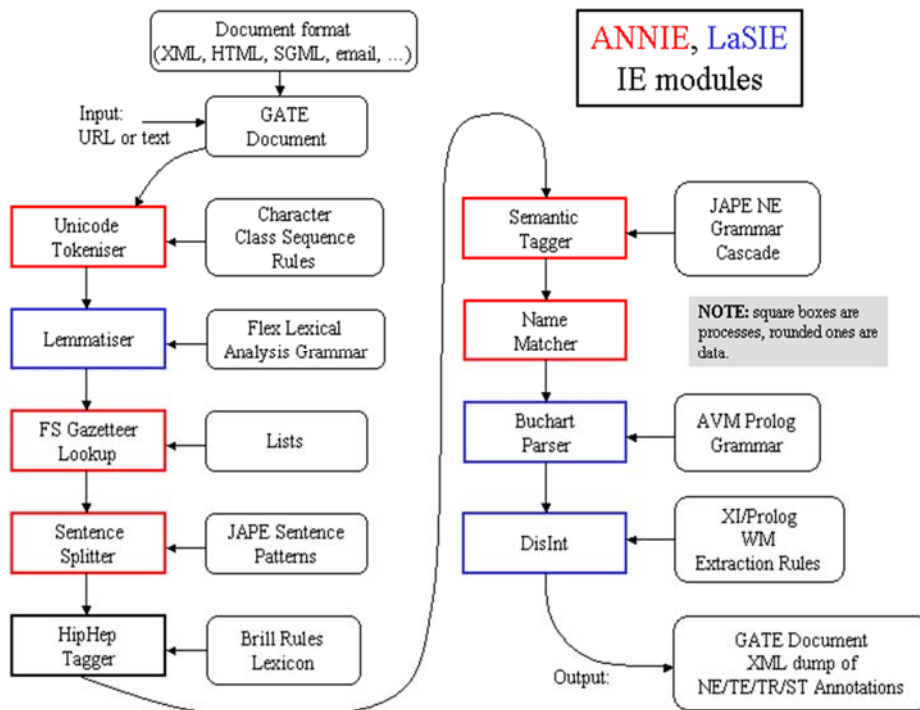 Document format
(XML, HTML, SGML, email, ...)
ANNIE, LaSIE
IE modules
Input:
URL or text
GATE
Document
Unicode
Tokeniser
Character
Class Sequence
Rules
Lemmatiser
Flex Lexical
Analysis Grammar
FS Gazetteer
Lookup
Lists
Sentence
Splitter
JAPE Sentence
Patterns
HipHep
Tagger
Brill Rules
Lexicon
Semantic
Tagger
JAPE NE
Grammar
Cascade
Name
Matcher
NOTE: square boxes are
processes, rounded ones are
data.
Buchart
Parser
AVM Prolog
Grammar
DisInt
XI/Prolog
WM
Extraction Rules
Output:
GATE Document
XML dump of
NE/TE/TR/ST Annotations